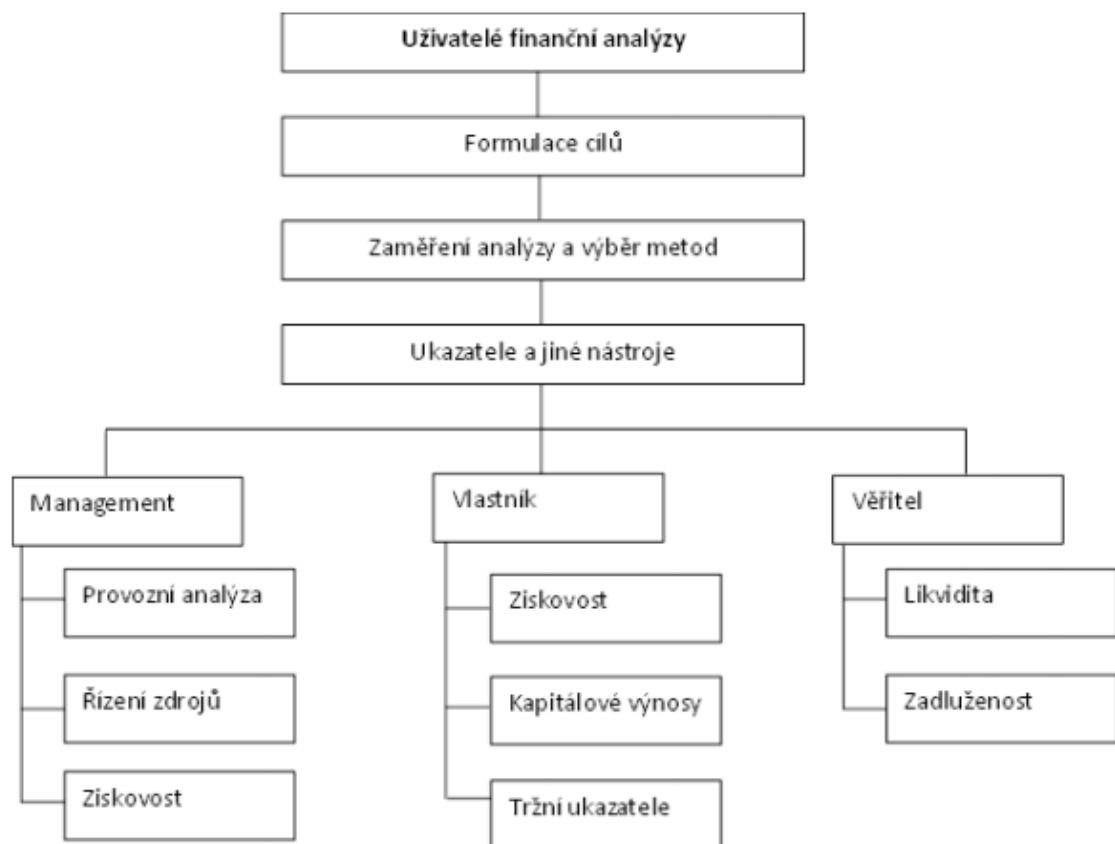 Uživatelé finanční analýzy
Formulace cílů
Zaměření analýzy a výběr metod
Ukazatele a jiné nástroje
Management
Provozní analýza
Řízení zdrojů
Ziskovost
Vlastník
Ziskovost
Kapitálové výnosy
Tržní ukazatele
Věřitel
Likvidita
Zadluženost